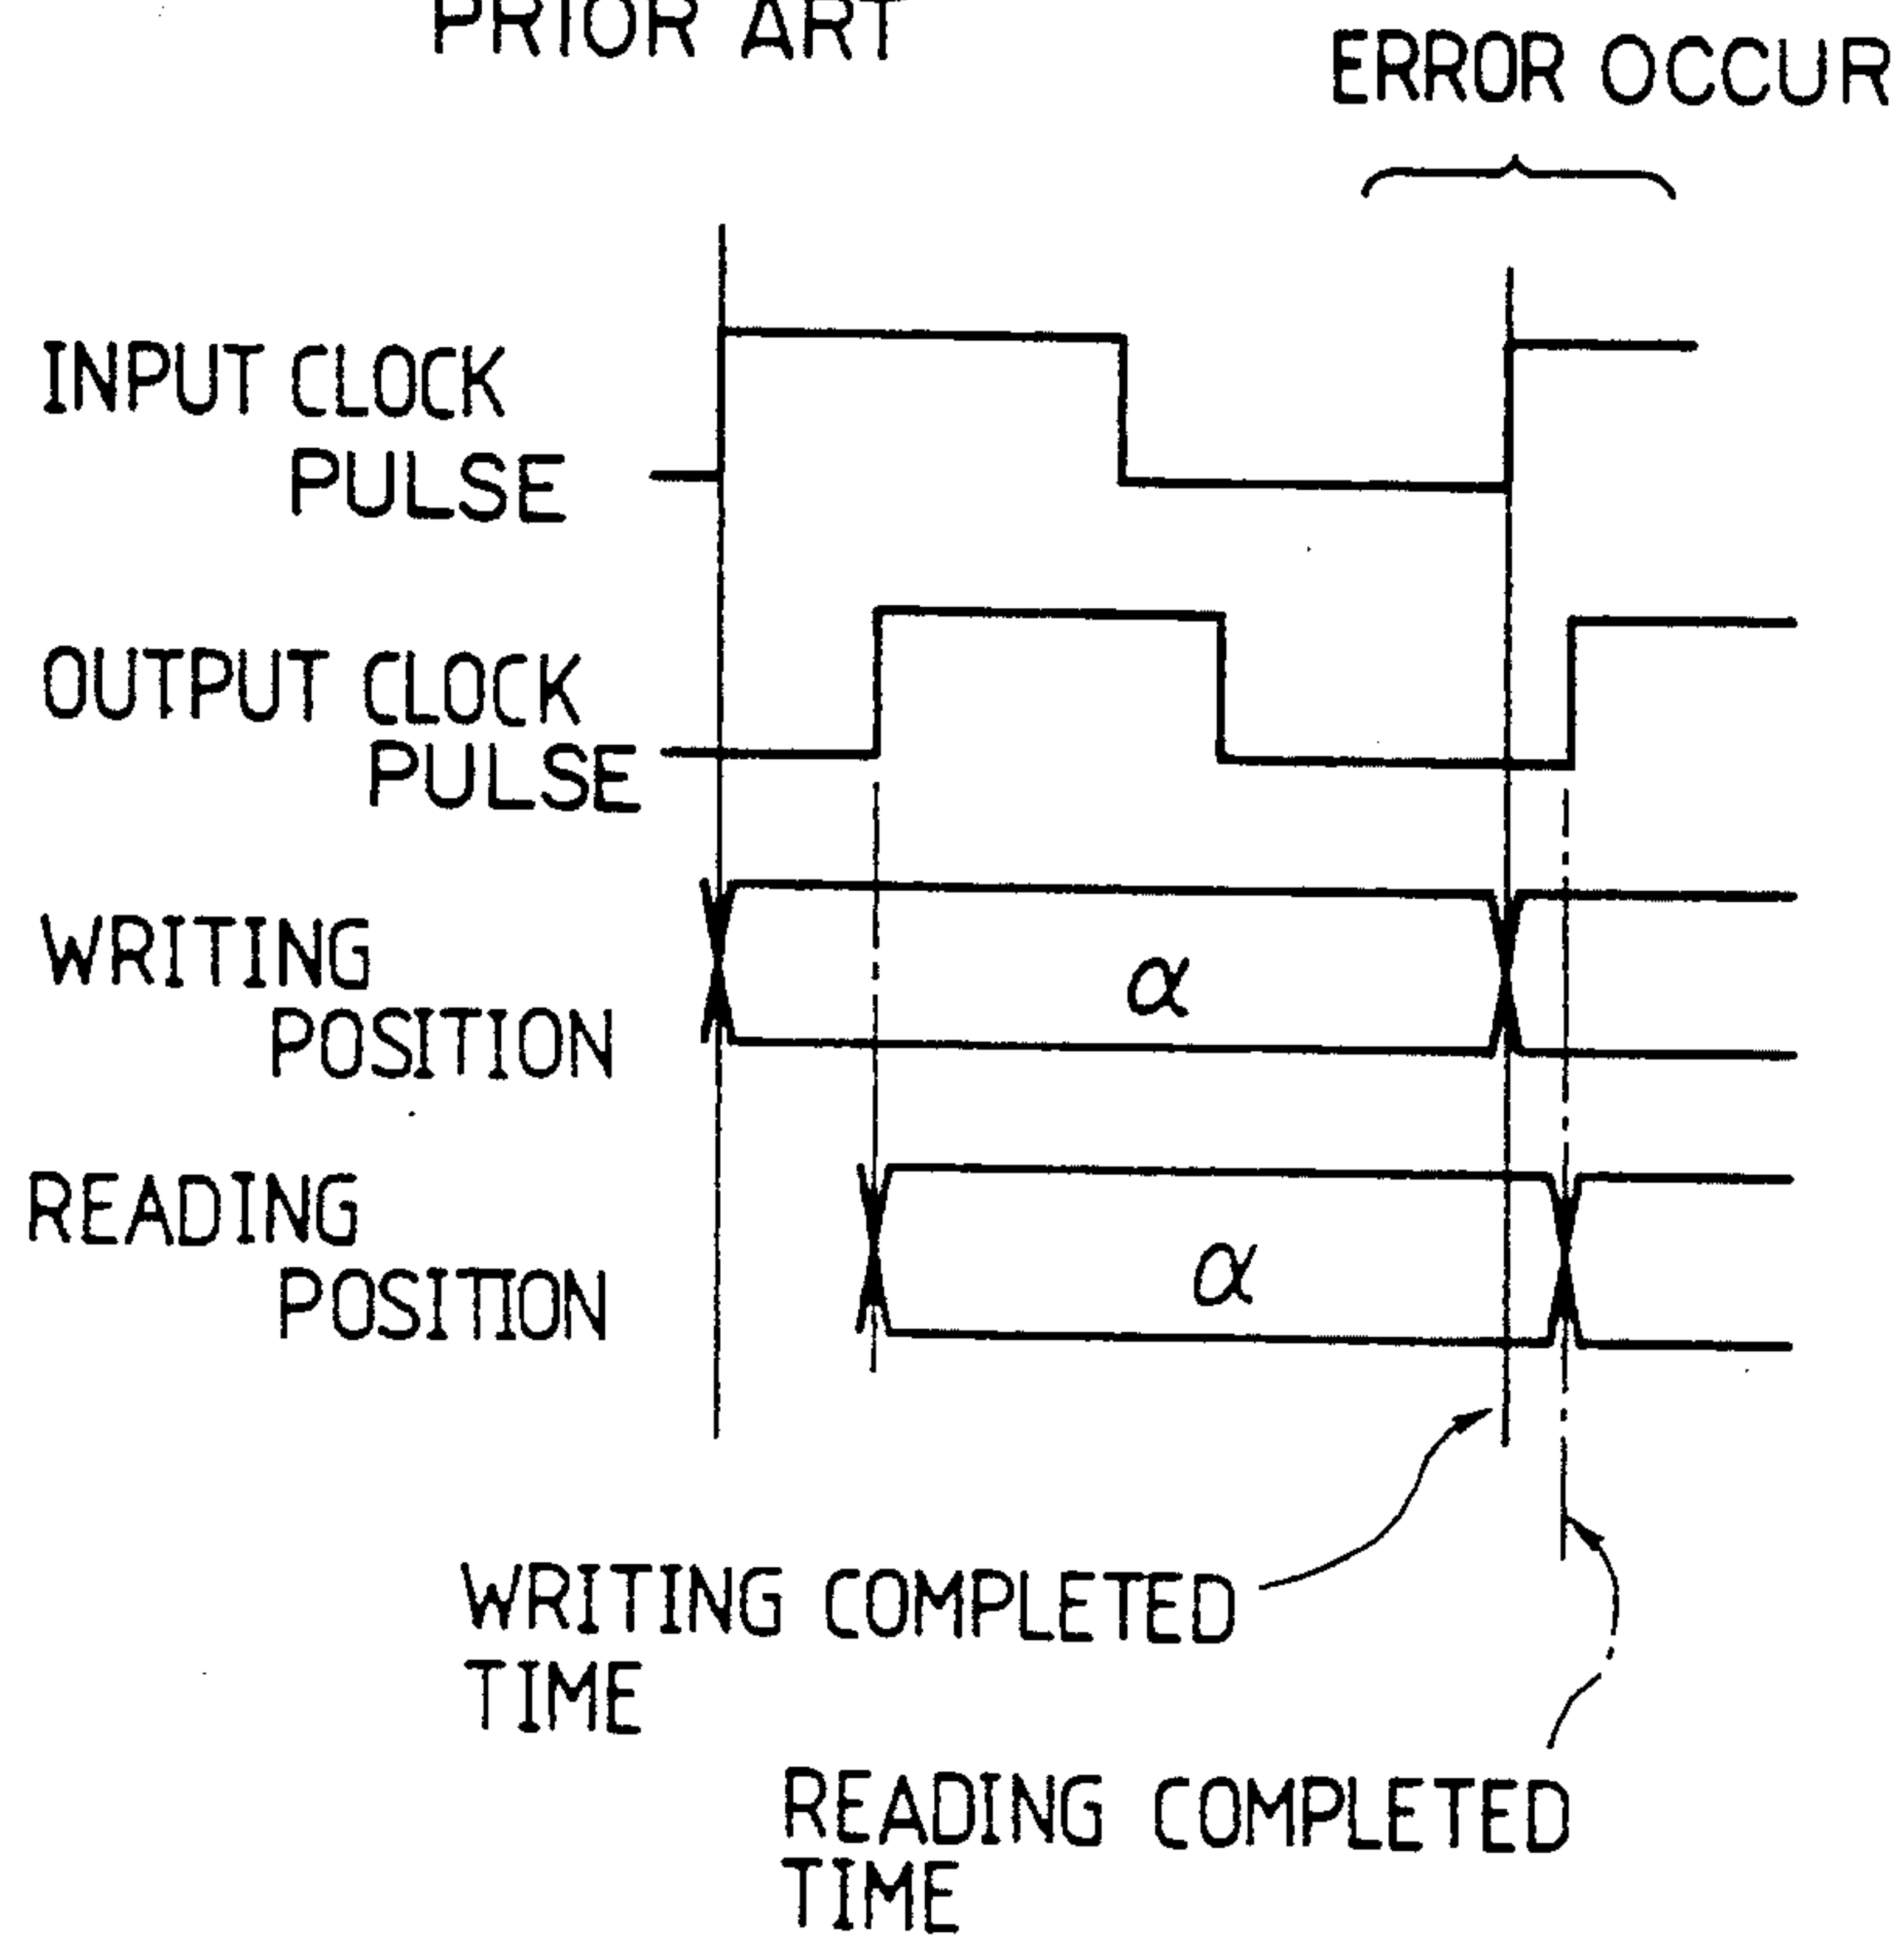 PRIOR ART
ERROR OCCUR
INPUT CLOCK
PULSE
OUTPUT CLOCK
PULSE
WRITING
POSITION
α
READING
POSITION
α
WRITING COMPLETED
TIME
READING COMPLETED
TIME